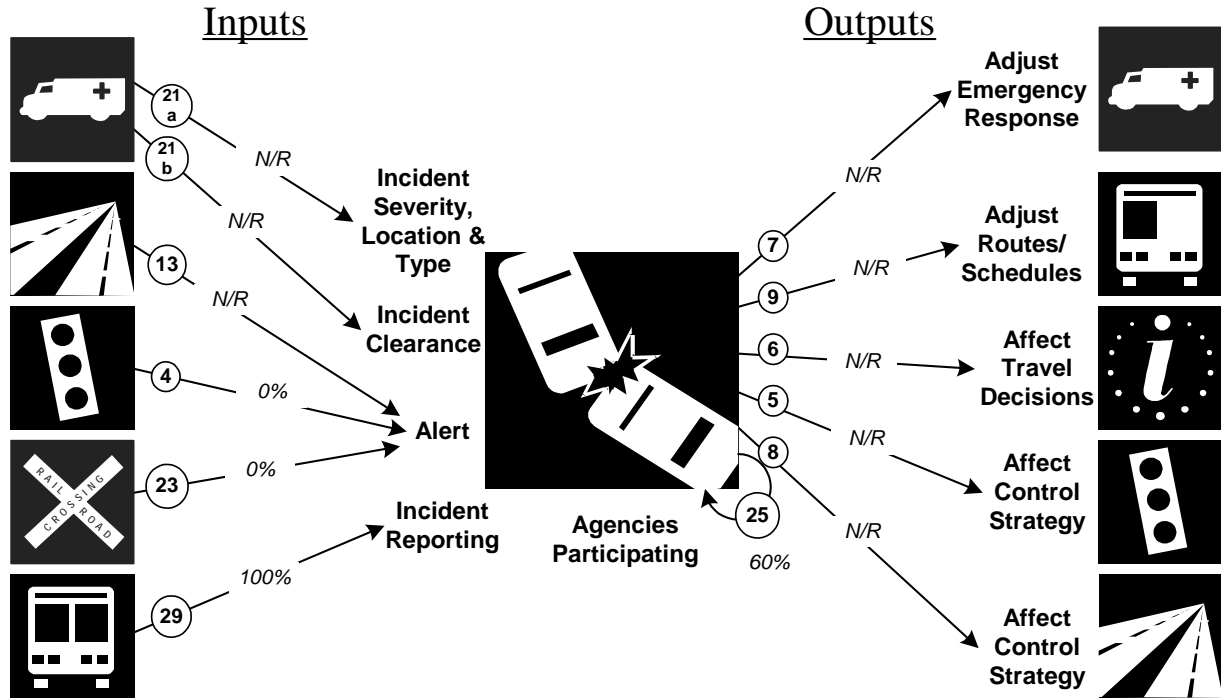 Inputs
Outputs
21
a
21
b
N/R
N/R
Incident
Severity,
Location &
Type
13
N/R
Incident
Clearance
4
0%
Alert
23
0%
RAIL
CROSSING
ROAD
Incident
Reporting
29
100%
Agencies
Participating
25
60%
7
N/R
Adjust
Emergency
Response
9
N/R
Adjust
Routes/
Schedules
6
N/R
Affect
Travel
Decisions
i
5
N/R
Affect
Control
Strategy
8
N/R
Affect
Control
Strategy